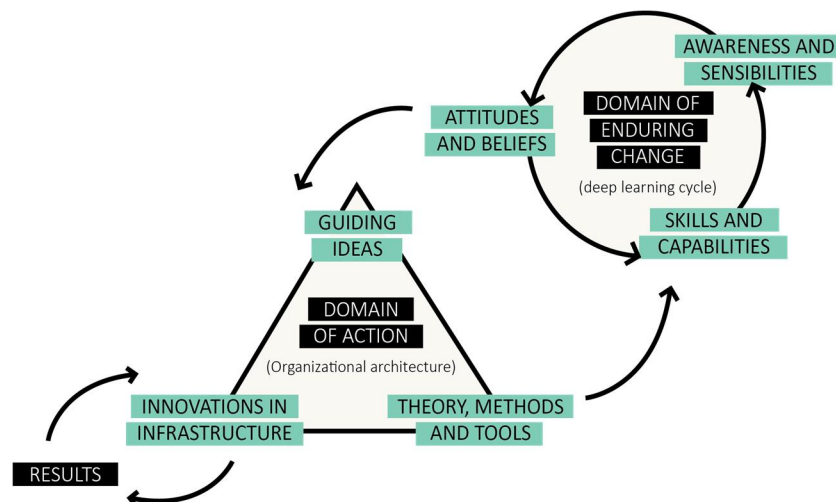 AWARENESS AND
SENSIBILITIES
DOMAIN OF
ENDURING
CHANGE
(deep learning cycle)
ATTITUDES
AND BELIEFS
SKILLS AND
CAPABILITIES
GUIDING
IDEAS
DOMAIN
OF ACTION
(Organizational architecture)
INNOVATIONS IN
INFRASTRUCTURE
THEORY, METHODS
AND TOOLS
RESULTS